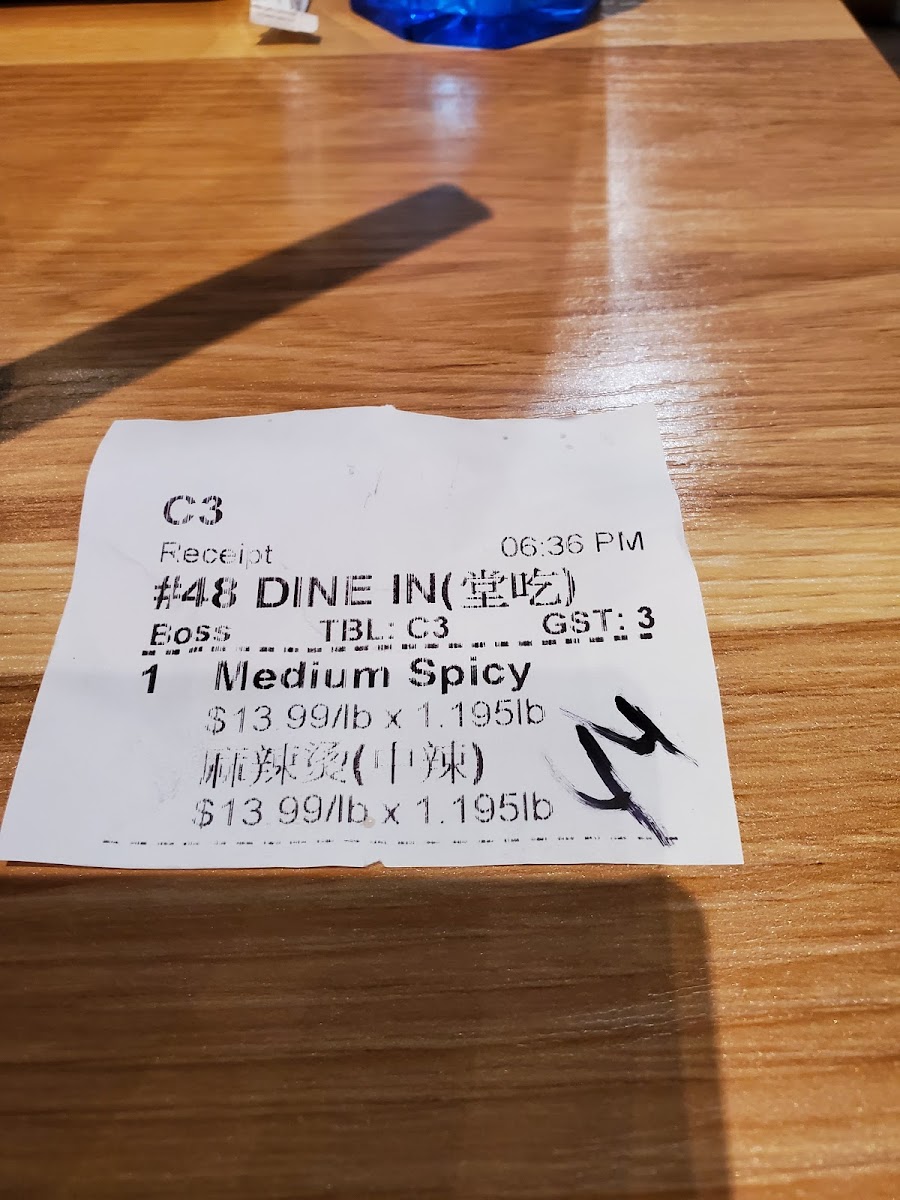 C3
Receipt 06:36 PM
#48 DINE IN(堂吃)
Boss TBL: C3 GST: 3
1 Medium Spicy
$13.99/lb x 1.195lb
麻辣烫(中辣)
$13.99/lb x 1.195lb